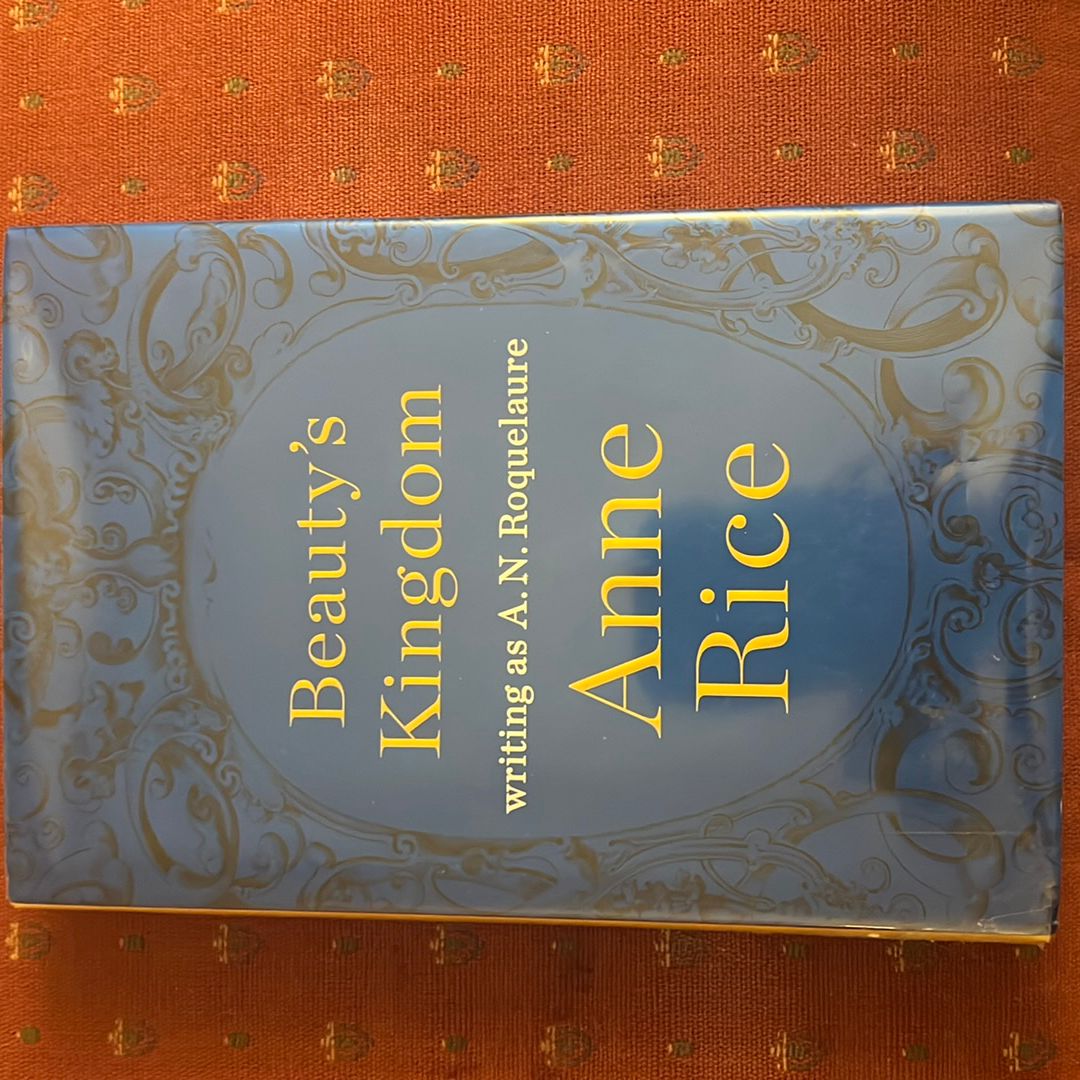 Beauty's
Kingdom
writing as A. N. Roquelaure
Anne
Rice